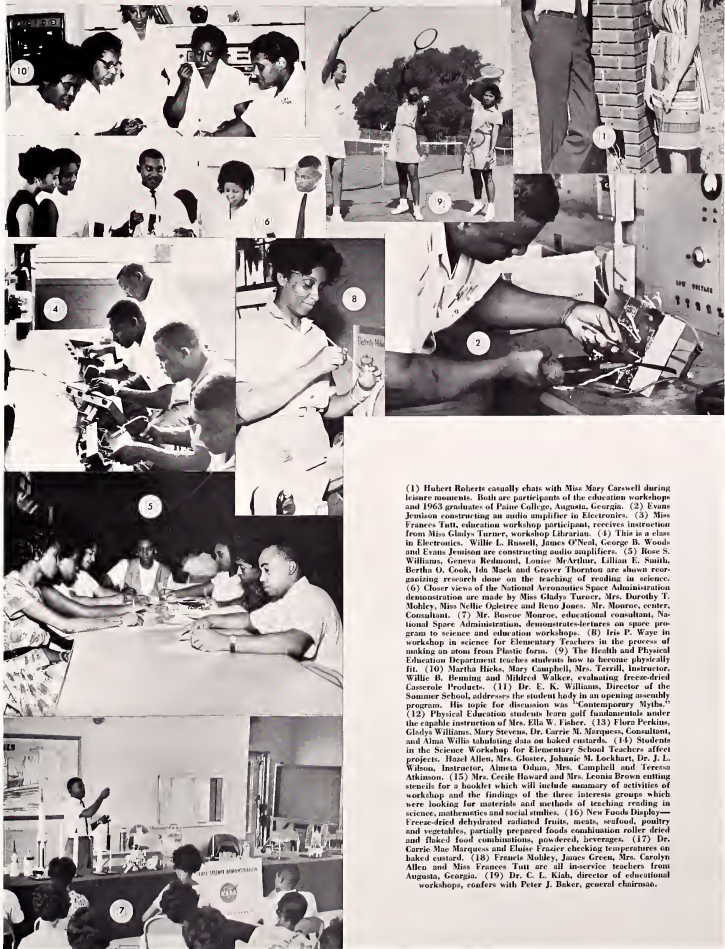 10
9
1
6
4
8
Electricity
2
LOW VOLTAGE
5
7
SPACE SCIENCE DEMONSTRATION
NASA
(1) Hobert Roberts casually chats with Miss Mary Carswell during
leisure moments. Both are participants of the education workshops
and 1963 graduates of Paine College, Augusta, Georgia. (2) Evans
Jemison constructing an audio amplifier in Electronics. (3) Miss
Frances Tutt, education workshop participant, receives instruction
from Miss Gladys Turner, workshop Librarian. (4) This is a class
in Electronics. Willie L. Russell, James O'Neal, George B. Woods
and Evans Jemison are constructing audio amplifiers. (5) Rose S.
Williams, Geneva Redmond, Louise McArthur, Lillian E. Smith,
Bertha O. Cook, Ida Mack and Grover Thornton are shown reor-
ganizing research done on the teaching of reading in science.
(6) Closer views of the National Aeronautics Space Administration
demonstration are made by Miss Gladys Turner, Mrs. Dorothy T.
Mobley, Miss Nellie Ogletree and Reno Jones. Mr. Monroe, center,
Consultant. (7) Mr. Roscoe Monroe, educational consultant, Na-
tional Space Administration, demonstrates-lectures on space pro-
gram to science and education workshops. (8) Iris P. Waye in
workshop in science for Elementary Teachers in the process of
making an atom from Plastic form. (9) The Health and Physical
Education Department teaches students how to become physically
fit. (10) Martha Hicks, Mary Campbell, Mrs. Terrill, Instructor,
Willie B. Benning and Mildred Walker, evaluating freeze-dried
Casserole Products. (11) Dr. E. K. Williams, Director of the
Summer School, addresses the student body in an opening assembly
program. His topic for discussion was "Contemporary Myths."
(12) Physical Education students learn golf fundamentals under
the capable instruction of Mrs. Ella W. Fisher. (13) Flora Perkins,
Gladys Williams, Mary Stevens, Dr. Carrie M. Marquess, Consultant,
and Alma Willis tabulating data on baked custards. (14) Students
in the Science Workshop for Elementary School Teachers affect
projects. Hazel Allen, Mrs. Gloster, Johnnie M. Lockhart, Dr. J. L.
Wilson, Instructor, Almeta Odum, Mrs. Campbell and Teressa
Atkinson. (15) Mrs. Cecile Howard and Mrs. Leonia Brown cutting
stencils for a booklet which will include summary of activities of
workshop and the findings of the three interests groups which
were looking for materials and methods of teaching reading in
science, mathematics and social studies. (16) New Foods Display—
Freeze-dried dehydrated radiated fruits, meats, seafood, poultry
and vegetables, partially prepared foods combination roller dried
and flaked food combinations, powdered, beverages. (17) Dr.
Carrie Mae Marquess and Eloise Frazier checking temperatures on
baked custard. (18) Francis Mobley, James Green, Mrs. Carolyn
Allen and Miss Frances Tutt are all in-service teachers from
Augusta, Georgia. (19) Dr. C. L. Kiah, director of educational
workshops, confers with Peter J. Baker, general chairman.